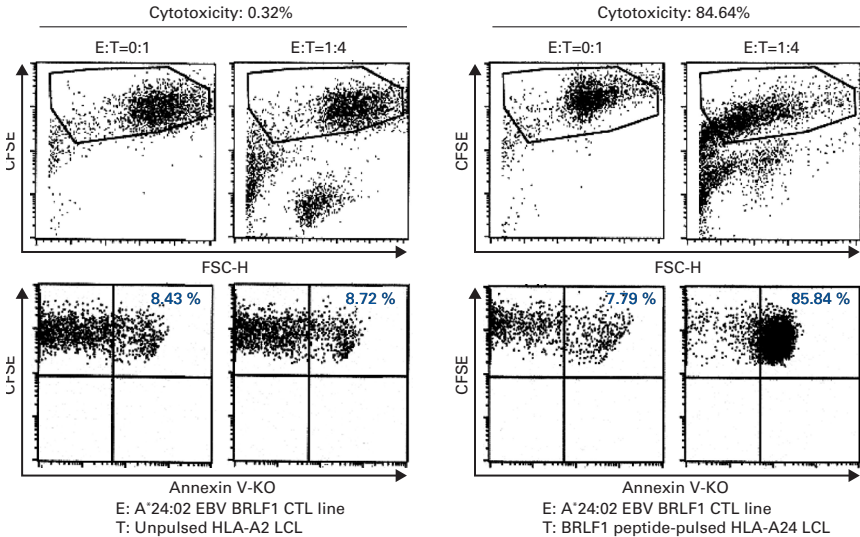 Cytotoxicity: 0.32%
Cytotoxicity: 84.64%
E:T=0:1
E:T=1:4
E:T=0:1
E:T=1:4
CFSE
CFSE
FSC-H
FSC-H
8.43 %
8.72 %
7.79 %
85.84 %
CFSE
CFSE
Annexin V-KO
Annexin V-KO
E: A*24:02 EBV BRLF1 CTL line
T: Unpulsed HLA-A2 LCL
E: A*24:02 EBV BRLF1 CTL line
T: BRLF1 peptide-pulsed HLA-A24 LCL